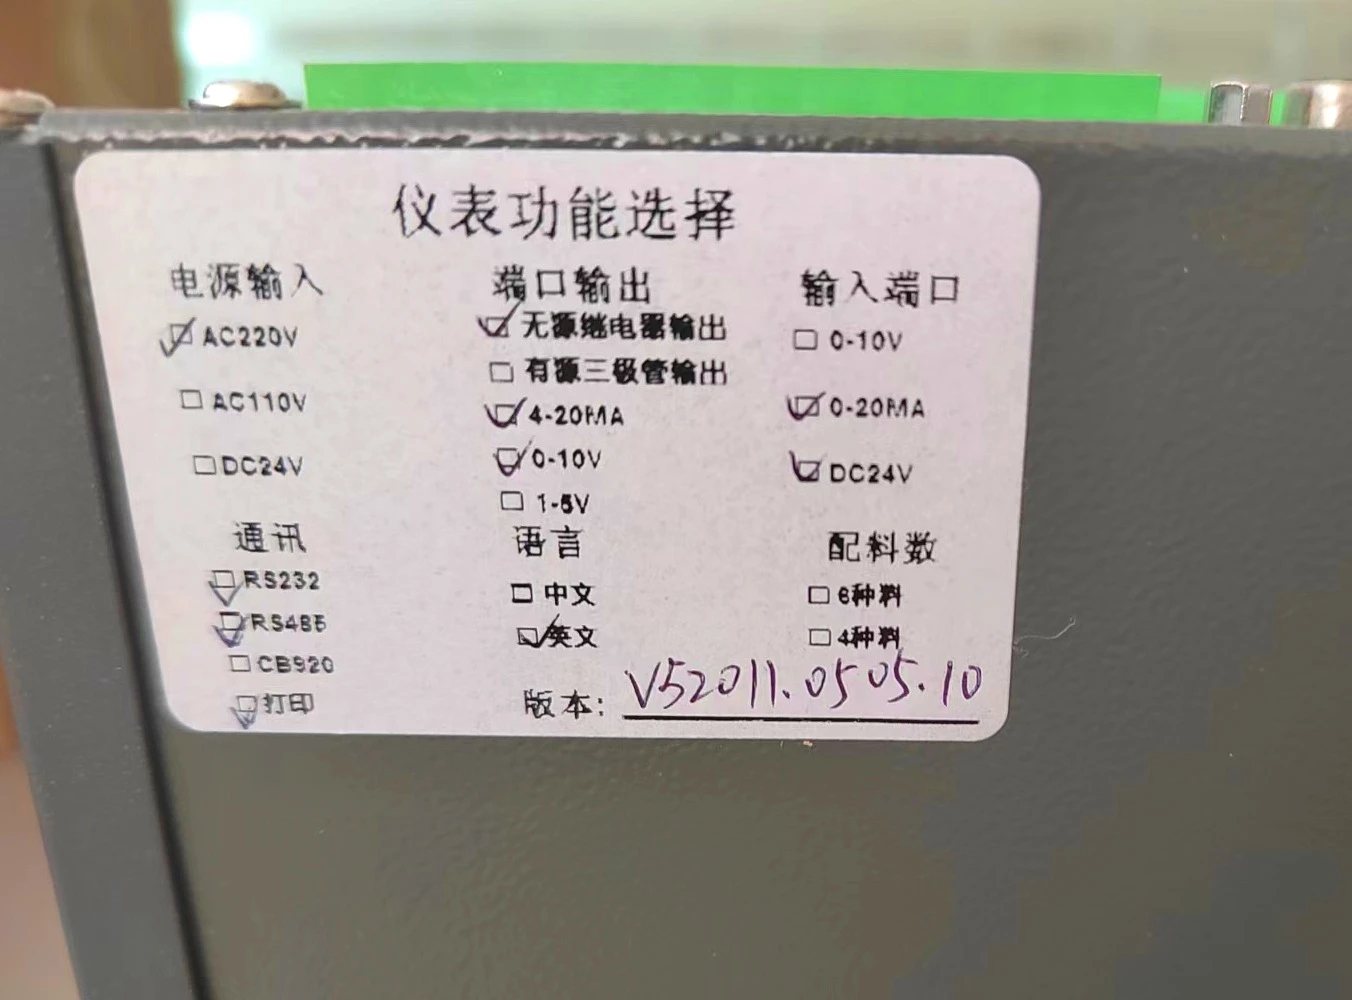 仪表功能选择
电源输入 端口输出 输入端口
☑ AC220V ☑ 无源继电器输出 □ 0-10V
□ 有源三极管输出
□ AC110V ☑ 4-20MA ☑ 0-20MA
□ DC24V ☑ 0-10V ☑ DC24V
□ 1-5V
通讯 语言 配料数
☑ RS232 □ 中文 □ 6种料
☑ RS485 ☑ 英文 □ 4种料
□ CB920
☑ 打印 版本: V52011.0505.10